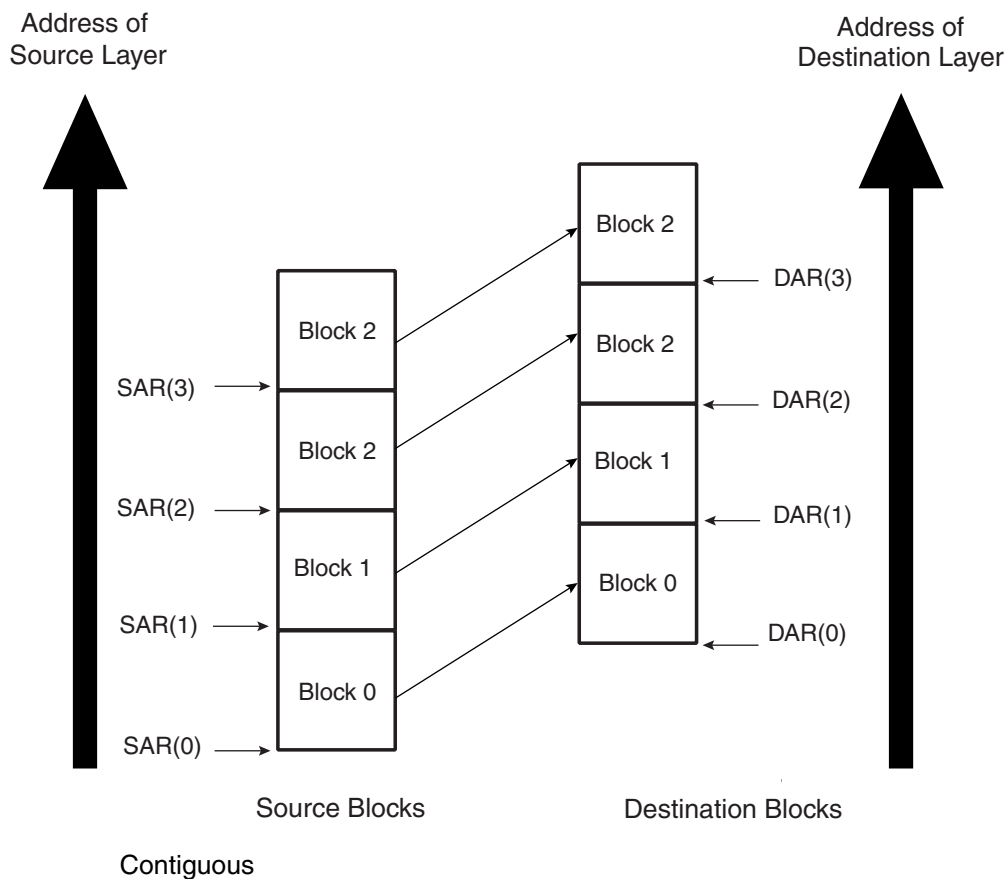 Address of
Source Layer
Address of
Destination Layer
Block 2
Block 2
Block 1
Block 0
SAR(3)
SAR(2)
SAR(1)
SAR(0)
Block 2
Block 2
Block 1
Block 0
DAR(3)
DAR(2)
DAR(1)
DAR(0)
Source Blocks
Destination Blocks
Contiguous